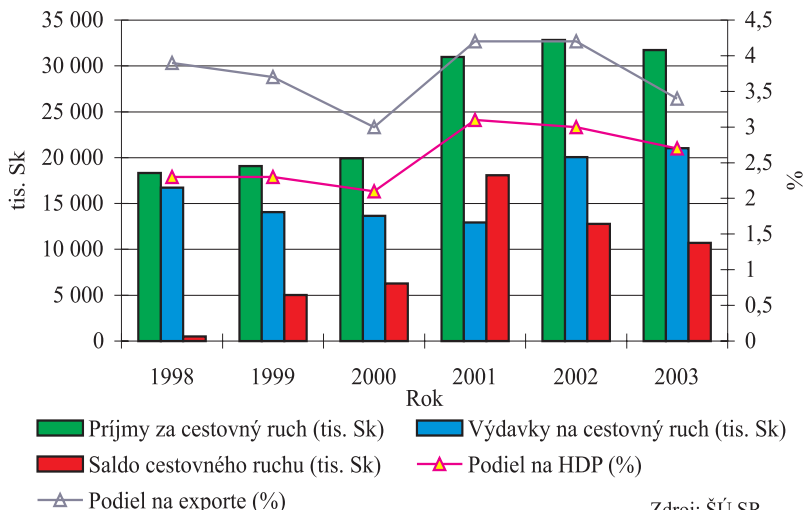 35 000
30 000
25 000
20 000
15 000
10 000
5 000
0
tis. Sk
4,5
4
3,5
3
2,5
2
1,5
1
0,5
0
%
1998 1999 2000 2001 2002 2003
Rok
Príjmy za cestovný ruch (tis. Sk) Výdavky na cestovný ruch (tis. Sk)
Saldo cestovného ruchu (tis. Sk) Podiel na HDP (%)
Podiel na exporte (%)
Zdroj: ŠÚ SR